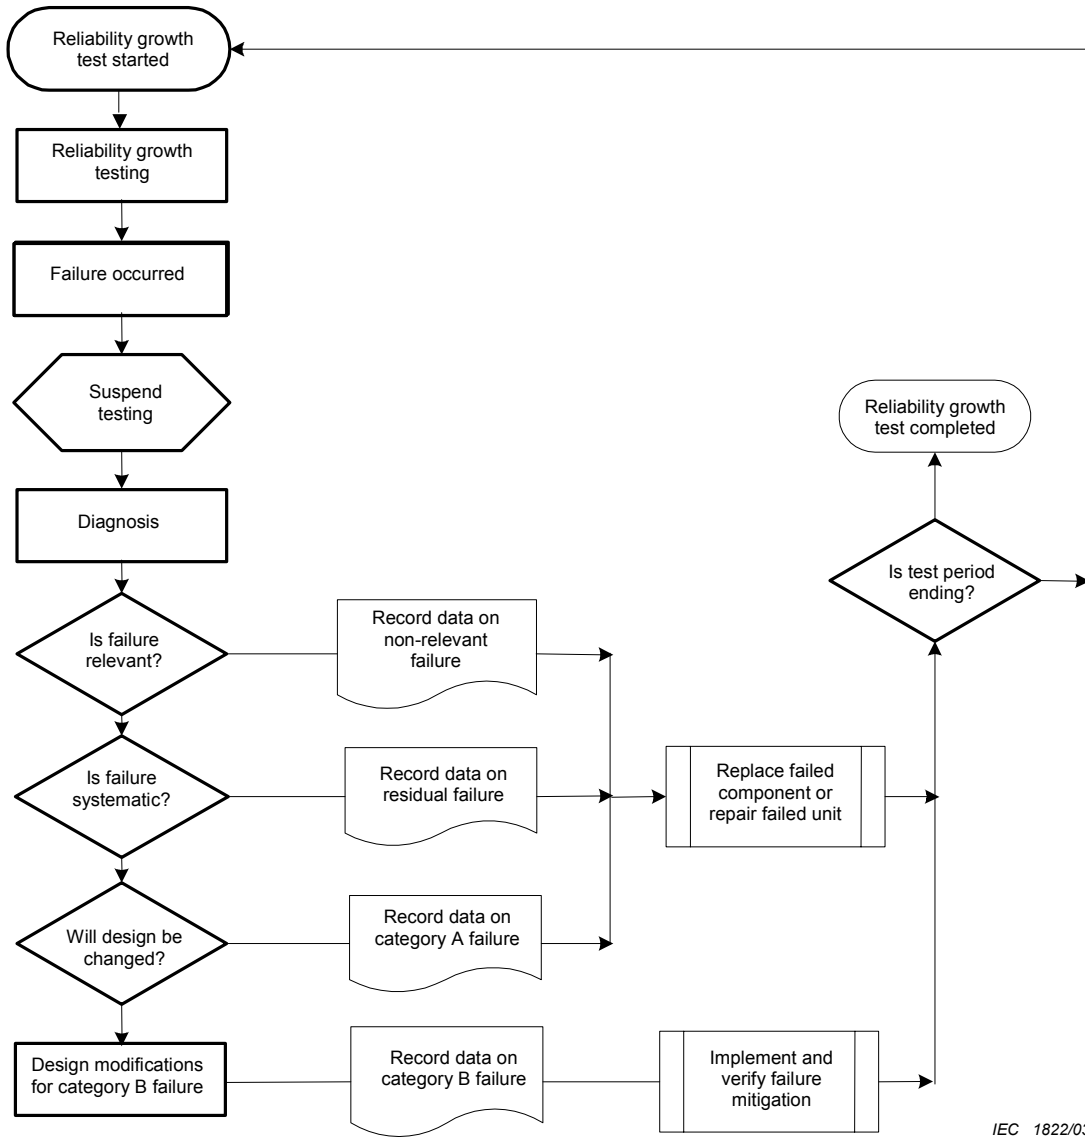 Reliability growth
test started
Reliability growth
testing
Failure occurred
Suspend
testing
Reliability growth
test completed
Diagnosis
Is test period
ending?
Is failure
relevant?
Record data on
non-relevant
failure
Is failure
systematic?
Record data on
residual failure
Replace failed
component or
repair failed unit
Will design be
changed?
Record data on
category A failure
Design modifications
for category B failure
Record data on
category B failure
Implement and
verify failure
mitigation
IEC 1822/03